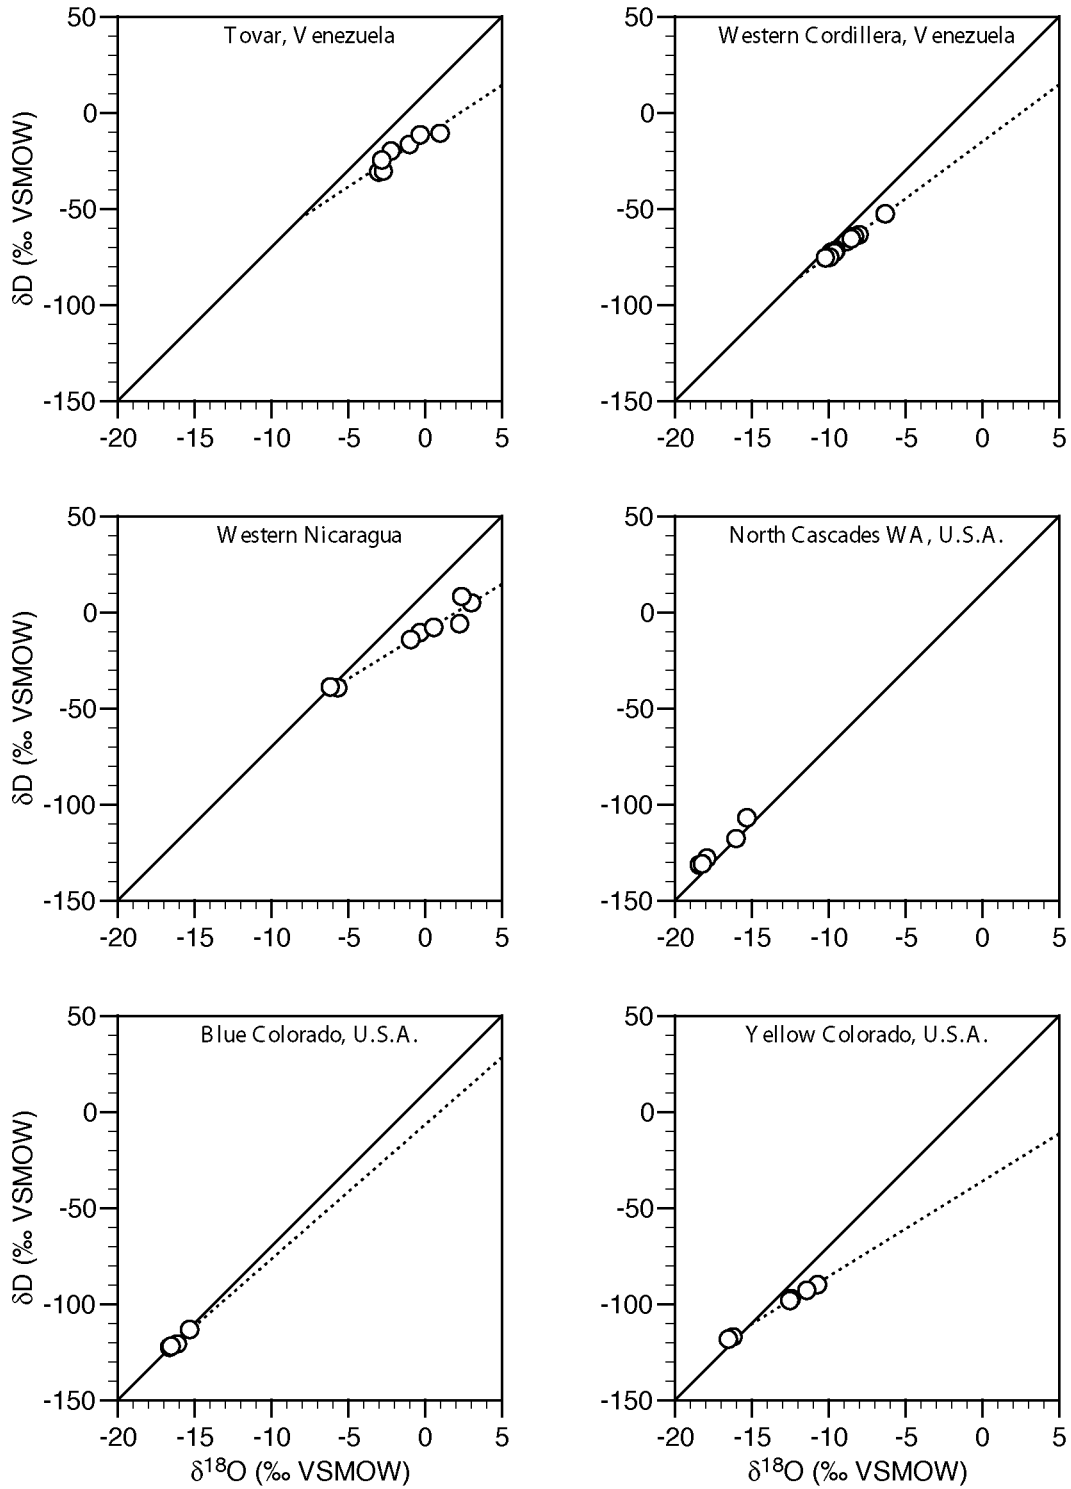 Tovar, Venezuela
50
0
-50
-100
-150
δD (‰ VSMOW)
-20 -15 -10 -5 0 5
Western Cordillera, Venezuela
50
0
-50
-100
-150
-20 -15 -10 -5 0 5
Western Nicaragua
50
0
-50
-100
-150
δD (‰ VSMOW)
-20 -15 -10 -5 0 5
North Cascades WA, U.S.A.
50
0
-50
-100
-150
-20 -15 -10 -5 0 5
Blue Colorado, U.S.A.
50
0
-50
-100
-150
δD (‰ VSMOW)
-20 -15 -10 -5 0 5
δ18O (‰ VSMOW)
Yellow Colorado, U.S.A.
50
0
-50
-100
-150
-20 -15 -10 -5 0 5
δ18O (‰ VSMOW)